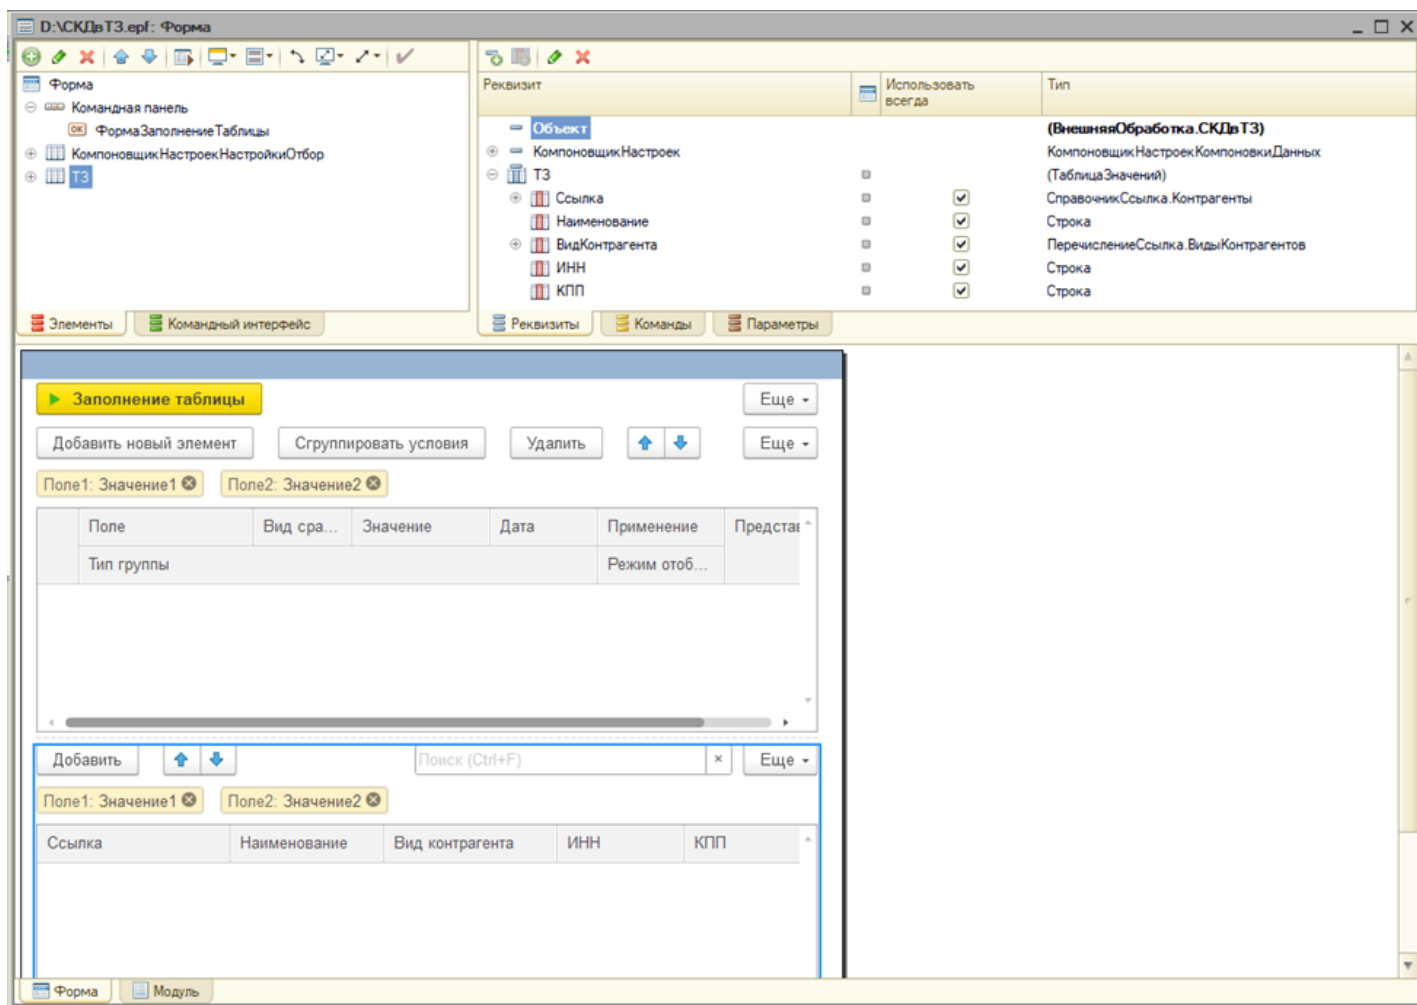 D:\СКДвТЗ.epf: Форма
Форма
Командная панель
OK ФормаЗаполнениеТаблицы
КомпоновщикНастроекНастройкиОтбор
ТЗ
Элементы Командный интерфейс
Реквизит Использовать всегда Тип
Объект (ВнешняяОбработка.СКДвТЗ)
КомпоновщикНастроек КомпоновщикНастроекКомпоновкиДанных
ТЗ (ТаблицаЗначений)
Ссылка СправочникСсылка.Контрагенты
Наименование Строка
ВидКонтрагента ПеречислениеСсылка.ВидыКонтрагентов
ИНН Строка
КПП Строка
Реквизиты Команды Параметры
Заполнение таблицы Еще
Добавить новый элемент Сгруппировать условия Удалить Еще
Поле1: Значение1 Поле2: Значение2
Поле Вид сра... Значение Дата Применение Представ
Тип группы Режим отоб...
Добавить Поиск (Ctrl+F) × Еще
Поле1: Значение1 Поле2: Значение2
Ссылка Наименование Вид контрагента ИНН КПП
Форма Модуль